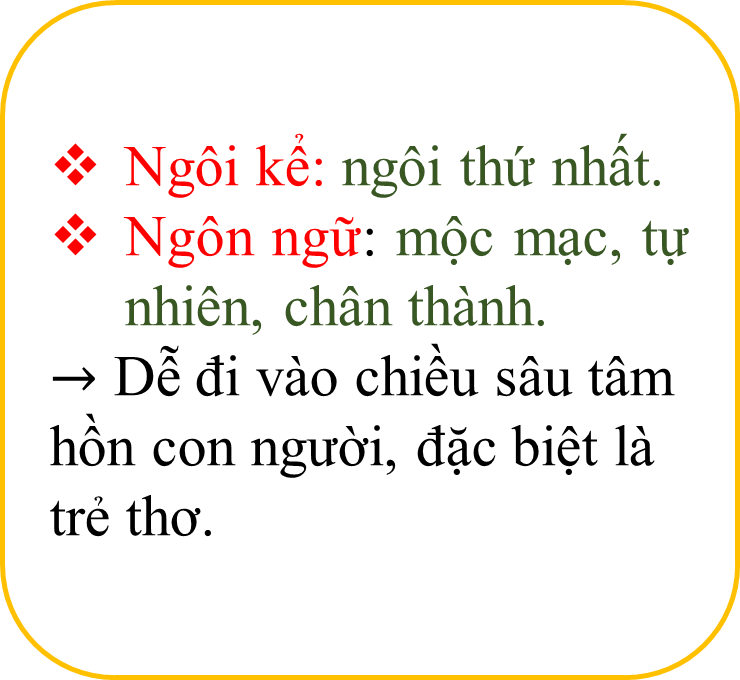 ❖ Ngôi kể: ngôi thứ nhất.
❖ Ngôn ngữ: mộc mạc, tự
nhiên, chân thành.
→ Dễ đi vào chiều sâu tâm
hồn con người, đặc biệt là
trẻ thơ.